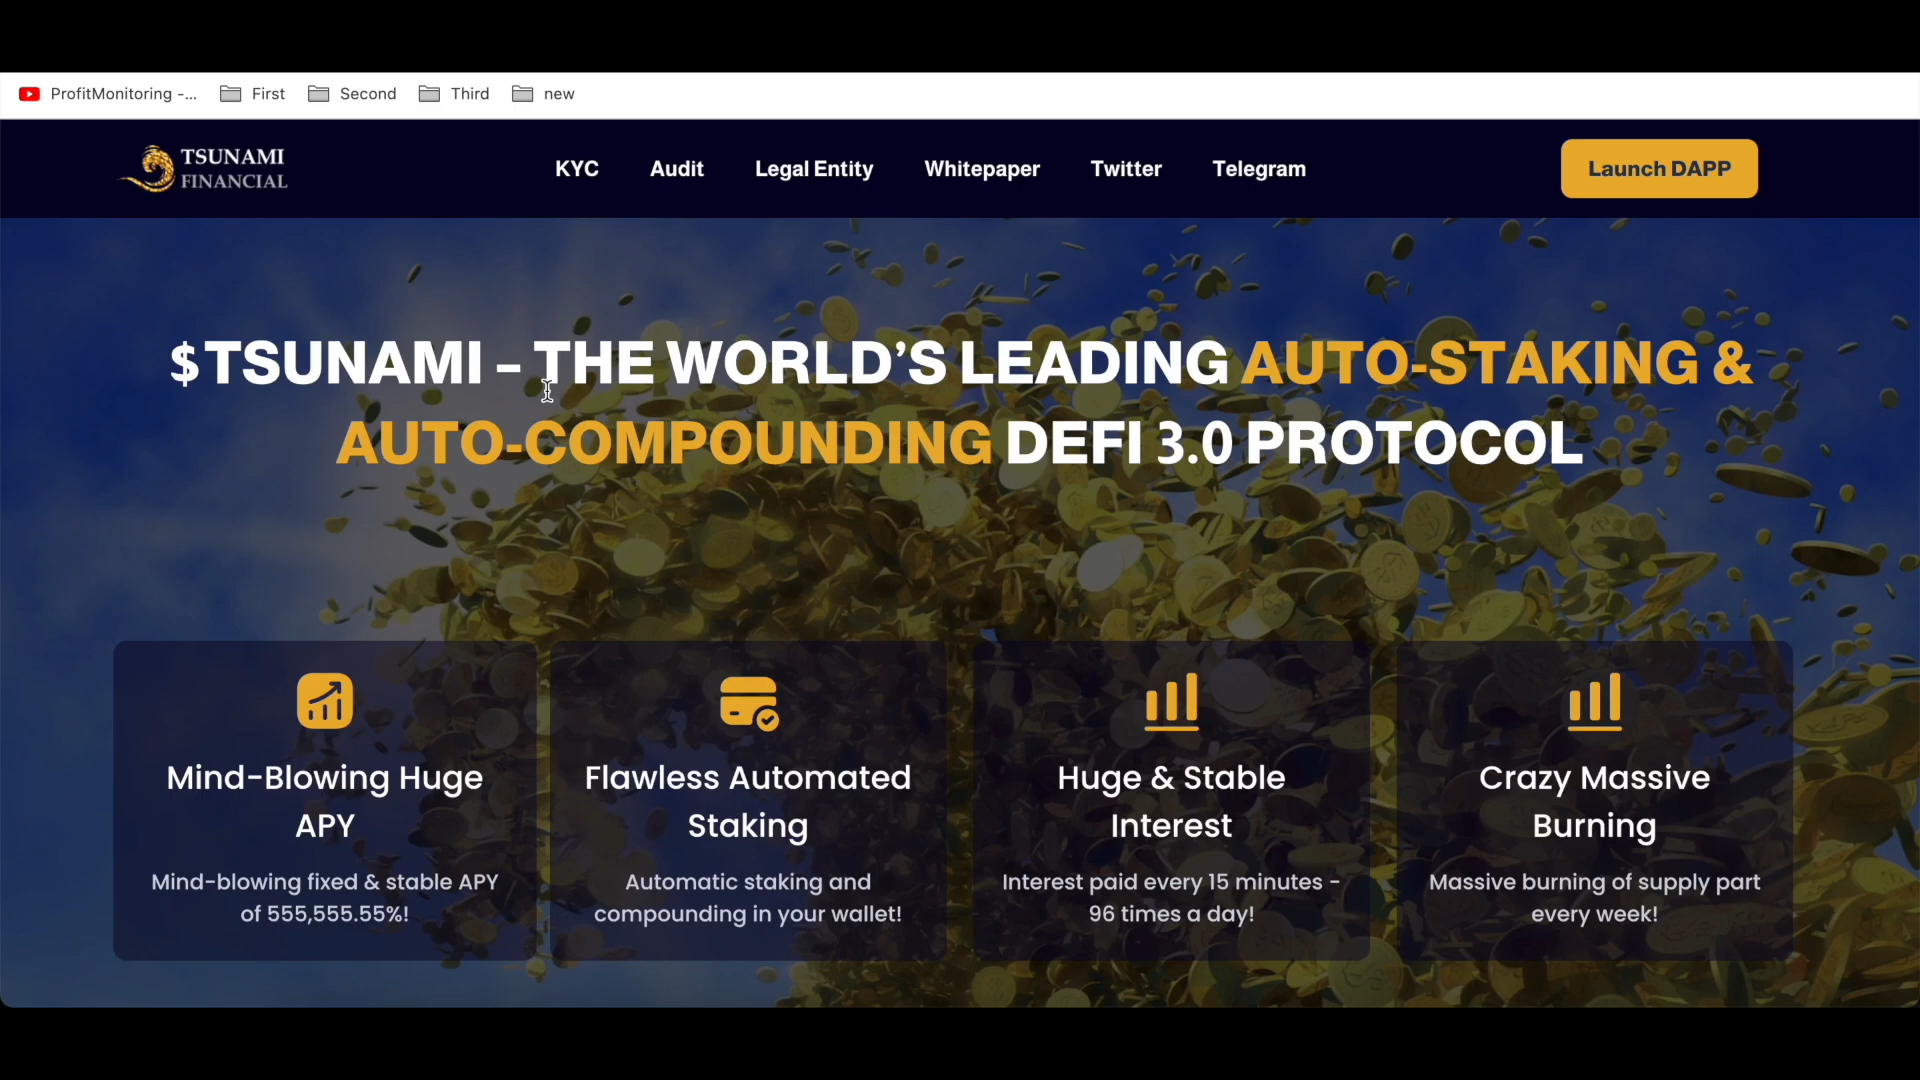 ProfitMonitoring -...
First
Second
Third
new
TSUNAMI
FINANCIAL
KYC
Audit
Legal Entity
Whitepaper
Twitter
Telegram
Launch DAPP
$TSUNAMI – THE WORLD’S LEADING AUTO-STAKING &
AUTO-COMPOUNDING DEFI 3.0 PROTOCOL
Mind-Blowing Huge
APY
Mind-blowing fixed & stable APY
of 555,555.55%!
Flawless Automated
Staking
Automatic staking and
compounding in your wallet!
Huge & Stable
Interest
Interest paid every 15 minutes -
96 times a day!
Crazy Massive
Burning
Massive burning of supply part
every week!